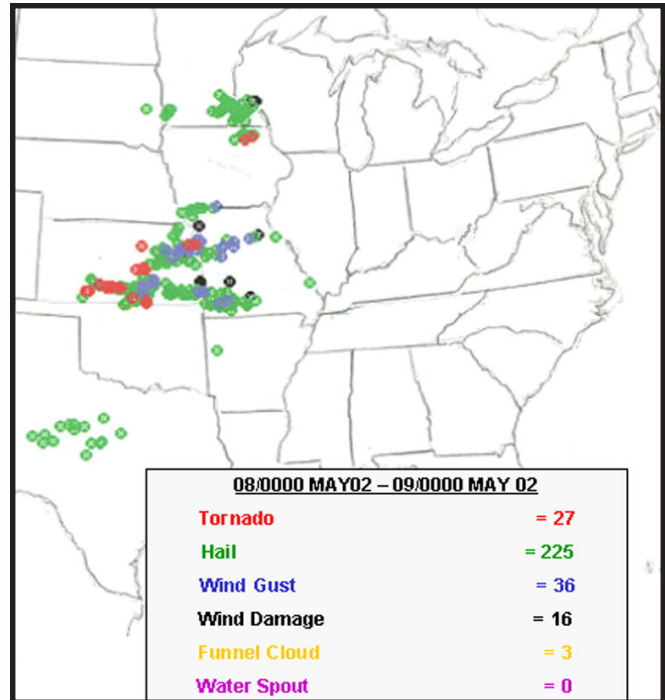 08/0000 MAY02 – 09/0000 MAY 02
Tornado = 27
Hail = 225
Wind Gust = 36
Wind Damage = 16
Funnel Cloud = 3
Water Spout = 0